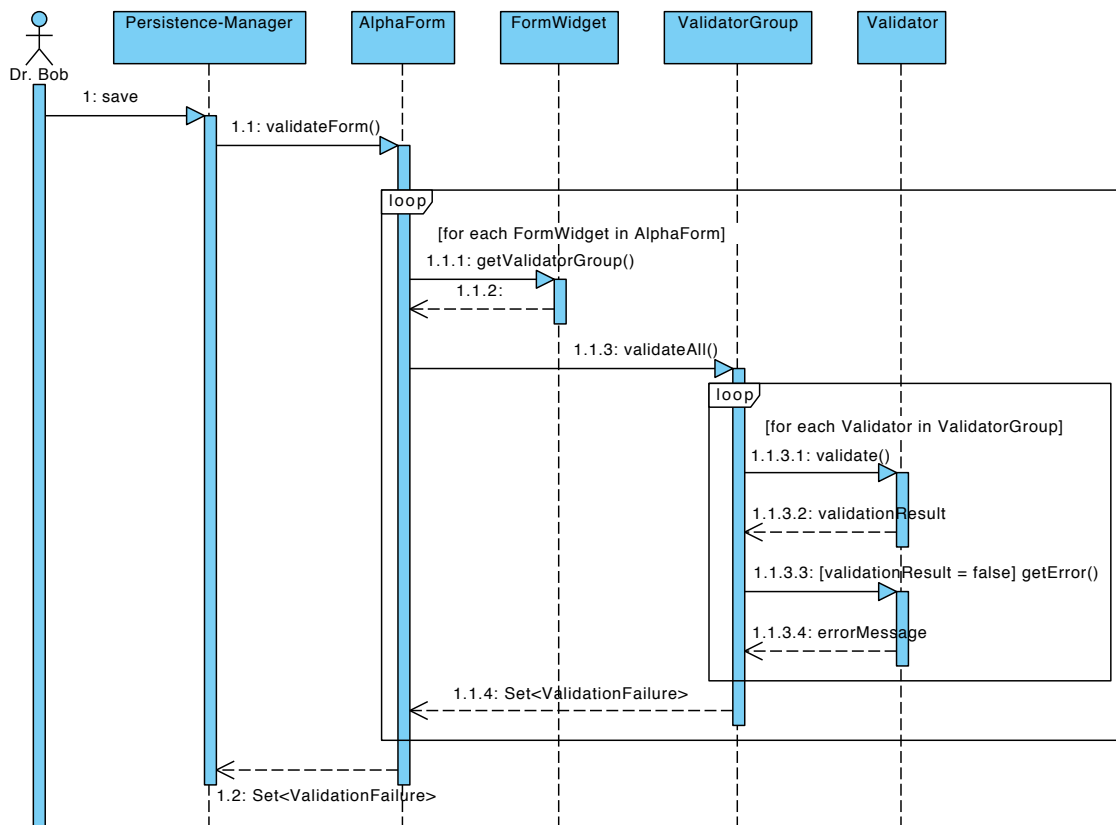 Persistence-Manager
AlphaForm
FormWidget
ValidatorGroup
Validator
Dr. Bob
1: save
1.1: validateForm()
loop
[for each FormWidget in AlphaForm]
1.1.1: getValidatorGroup()
1.1.2:
1.1.3: validateAll()
loop
[for each Validator in ValidatorGroup]
1.1.3.1: validate()
1.1.3.2: validationResult
1.1.3.3: [validationResult = false] getError()
1.1.3.4: errorMessage
1.1.4: Set<ValidationFailure>
1.2: Set<ValidationFailure>